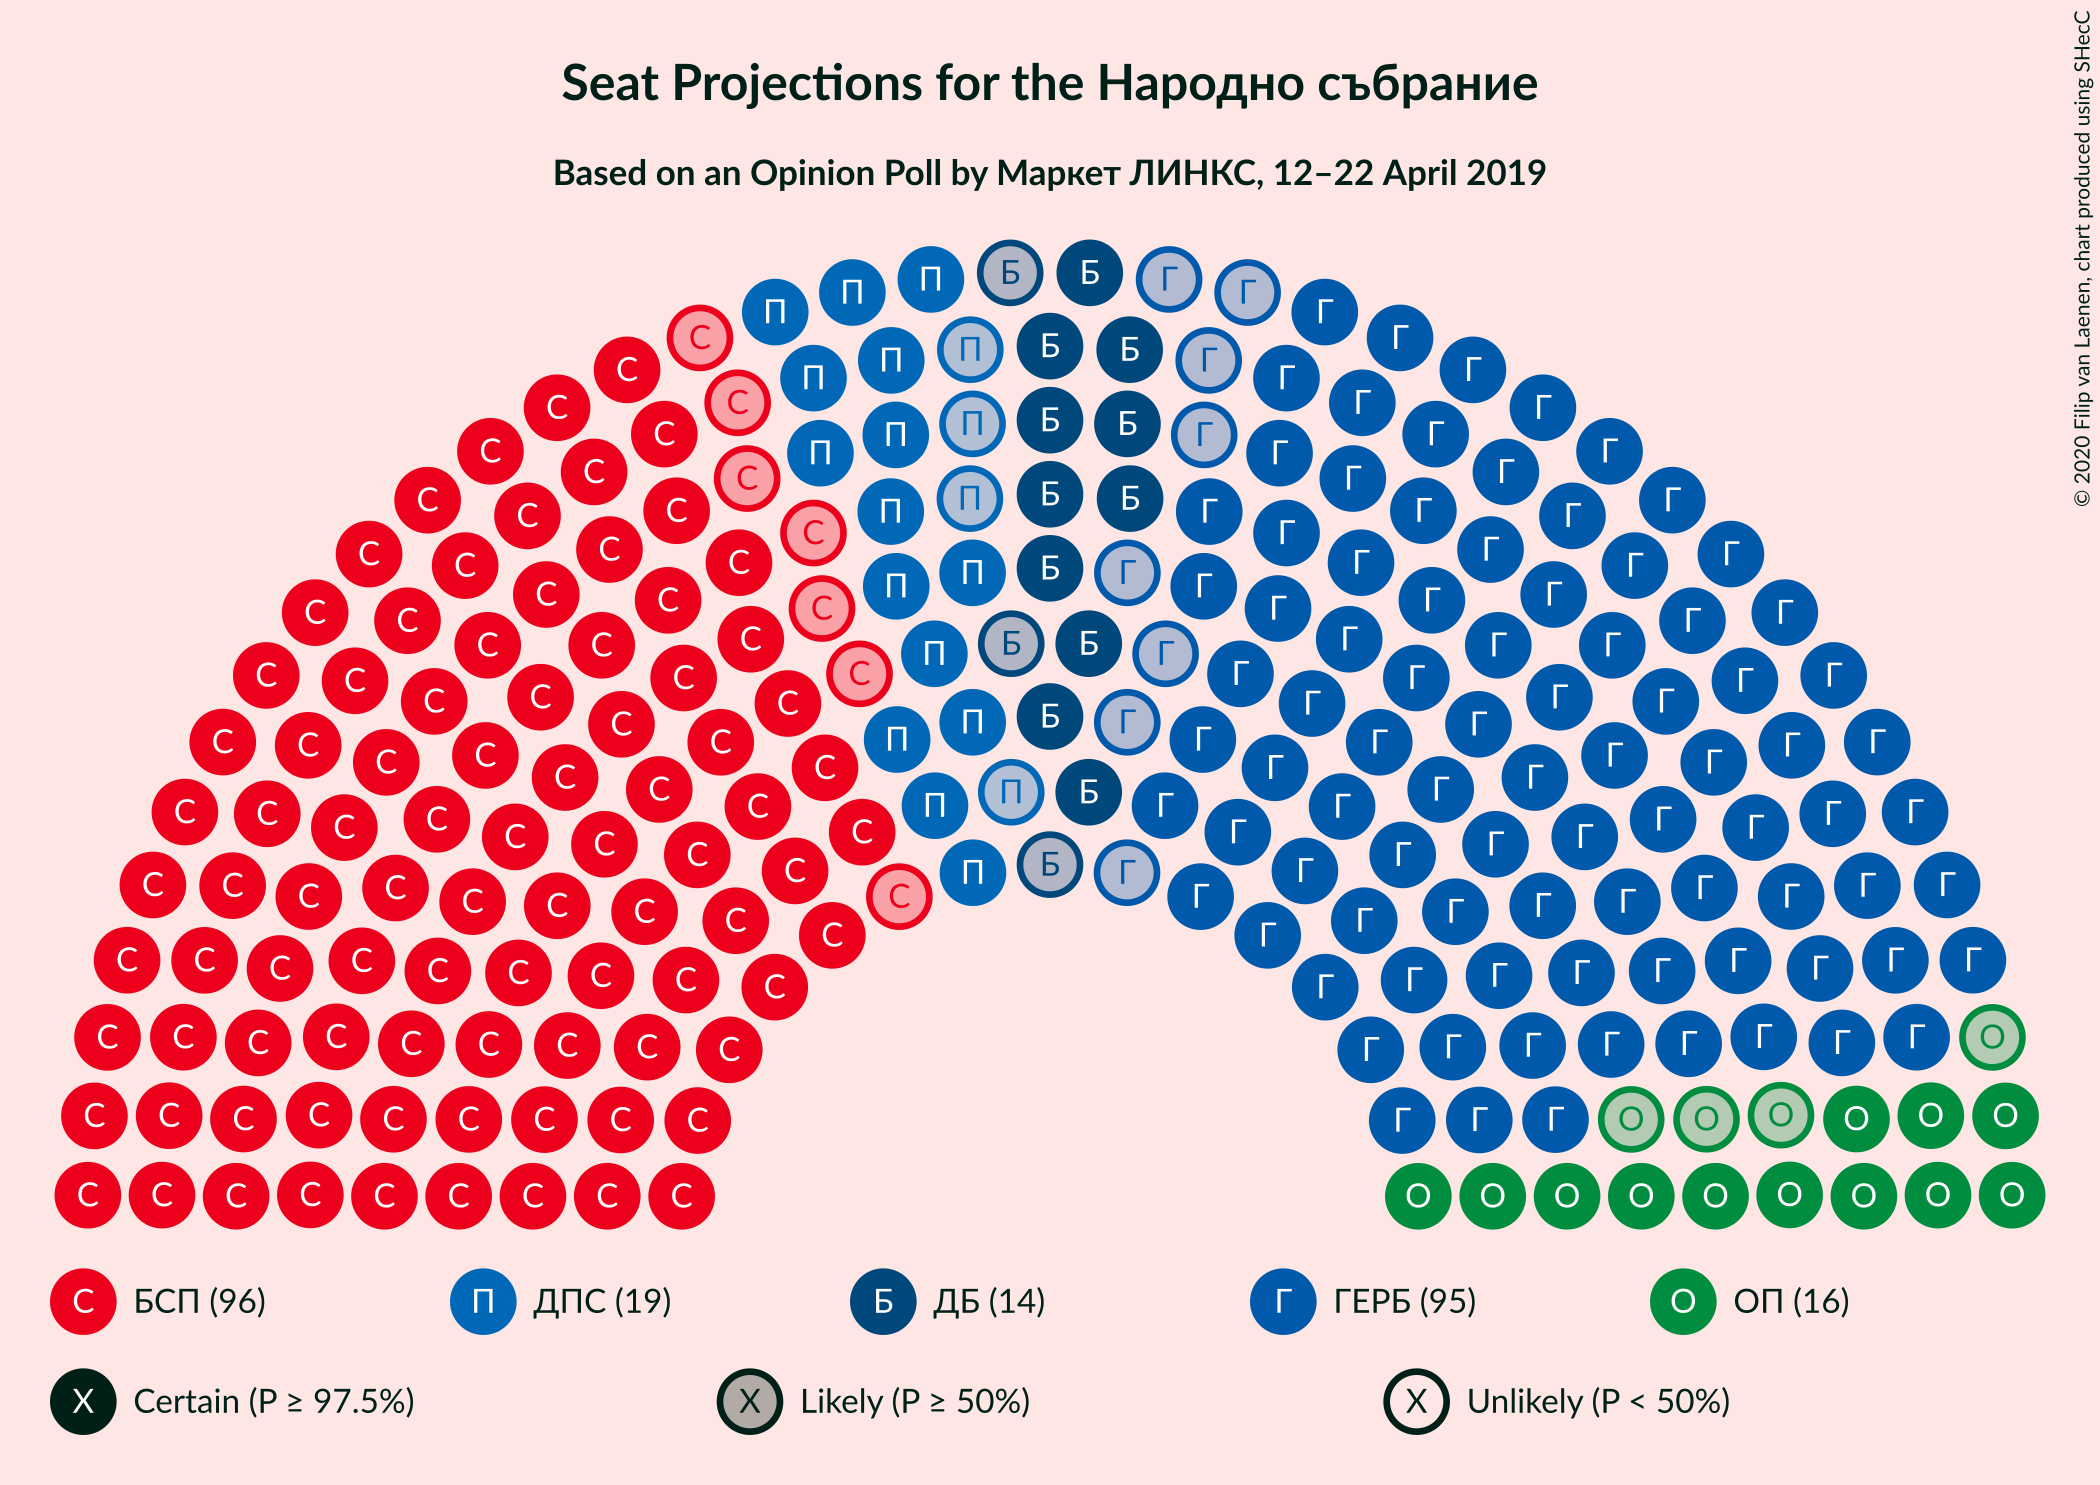 Seat Projections for the Народно събрание
Based on an Opinion Poll by Маркет ЛИНКС, 12–22 April 2019
© 2020 Filip van Laenen, chart produced using SHecC
С БСП (96) П ДПС (19) Б ДБ (14) Г ГЕРБ (95) О ОП (16)
X Certain (P ≥ 97.5%) X Likely (P ≥ 50%) X Unlikely (P < 50%)